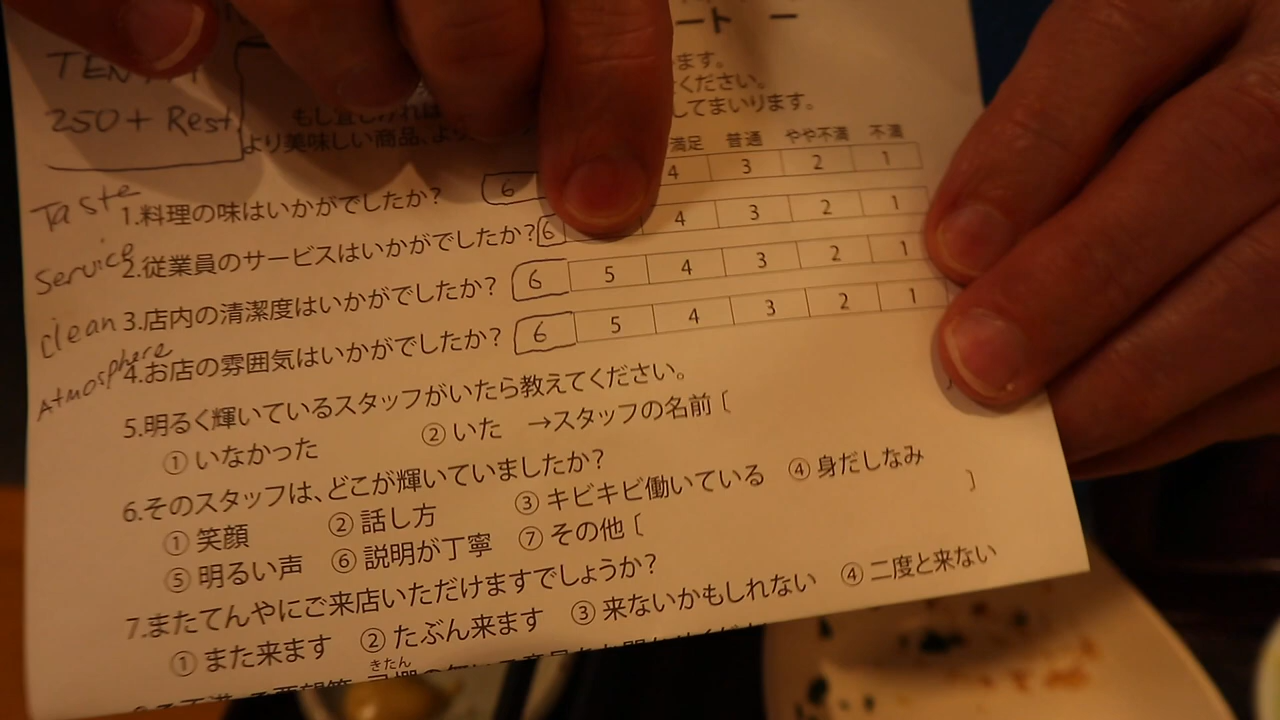 ート
ます。
TEN
ください。
250+ Rest
してまいります。
より美味しい商品、よ
満足 普通 やや不満 不満
Taste 1.料理の味はいかがでしたか? 6 4 3 2 1
Service 2.従業員のサービスはいかがでしたか? 6 4 3 2 1
clean 3.店内の清潔度はいかがでしたか? 6 5 4 3 2 1
Atmosphere 4.お店の雰囲気はいかがでしたか? 6 5 4 3 2 1
5.明るく輝いているスタッフがいたら教えてください。
① いなかった ② いた →スタッフの名前〔 〕
6.そのスタッフは、どこが輝いていましたか?
① 笑顔 ② 話し方 ③ キビキビ働いている ④ 身だしなみ
⑤ 明るい声 ⑥ 説明が丁寧 ⑦ その他〔 〕
7.またてんやにご来店いただけますでしょうか?
① また来ます ② たぶん来ます ③ 来ないかもしれない ④ 二度と来ない
きたん